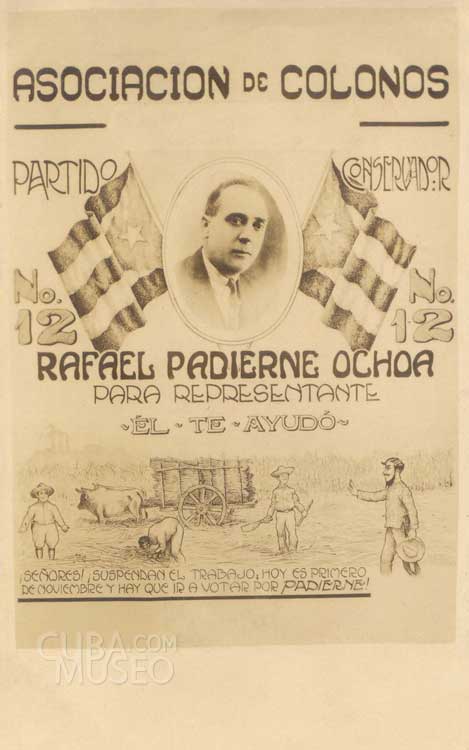 ASOCIACION DE COLONOS
PARTIDO CONSERVADOR
No. 12 No. 12
RAFAEL PADIERNE OCHOA
PARA REPRESENTANTE
~ÉL~TE~AYUDÓ~
¡SEÑORES! ¡SUSPENDAN EL TRABAJO; HOY ES PRIMERO
DE NOVIEMBRE Y HAY QUE IR A VOTAR POR PADIERNE!
CUBA.COM
MUSEO